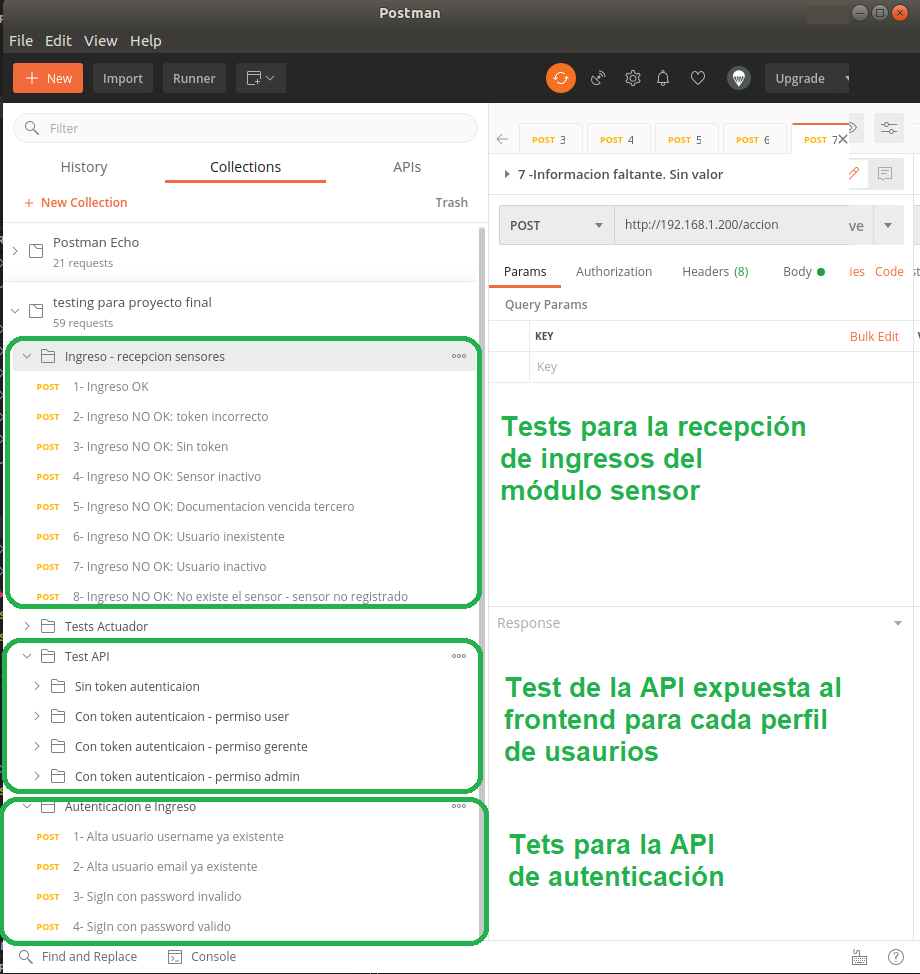 Postman
File Edit View Help
+ New Import Runner Upgrade
Filter
History Collections APIs
+ New Collection Trash
Postman Echo
21 requests
testing para proyecto final
59 requests
Ingreso - recepcion sensores
POST 1- Ingreso OK
POST 2- Ingreso NO OK: token incorrecto
POST 3- Ingreso NO OK: Sin token
POST 4- Ingreso NO OK: Sensor inactivo
POST 5- Ingreso NO OK: Documentacion vencida tercero
POST 6- Ingreso NO OK: Usuario inexistente
POST 7- Ingreso NO OK: Usuario inactivo
POST 8- Ingreso NO OK: No existe el sensor - sensor no registrado
Tests Actuador
Test API
Sin token autenticaion
Con token autenticaion - permiso user
Con token autenticaion - permiso gerente
Con token autenticaion - permiso admin
Autenticacion e Ingreso
POST 1- Alta usuario username ya existente
POST 2- Alta usuario email ya existente
POST 3- SigIn con password invalido
POST 4- SigIn con password valido
Find and Replace Console
POST 3 POST 4 POST 5 POST 6 POST 7
7 -Informacion faltante. Sin valor
POST http://192.168.1.200/accion ve
Params Authorization Headers (8) Body ies Code st
Query Params
KEY Bulk Edit
Key
Tests para la recepción
de ingresos del
módulo sensor
Response
Test de la API expuesta al
frontend para cada perfil
de usaurios
Tets para la API
de autenticación